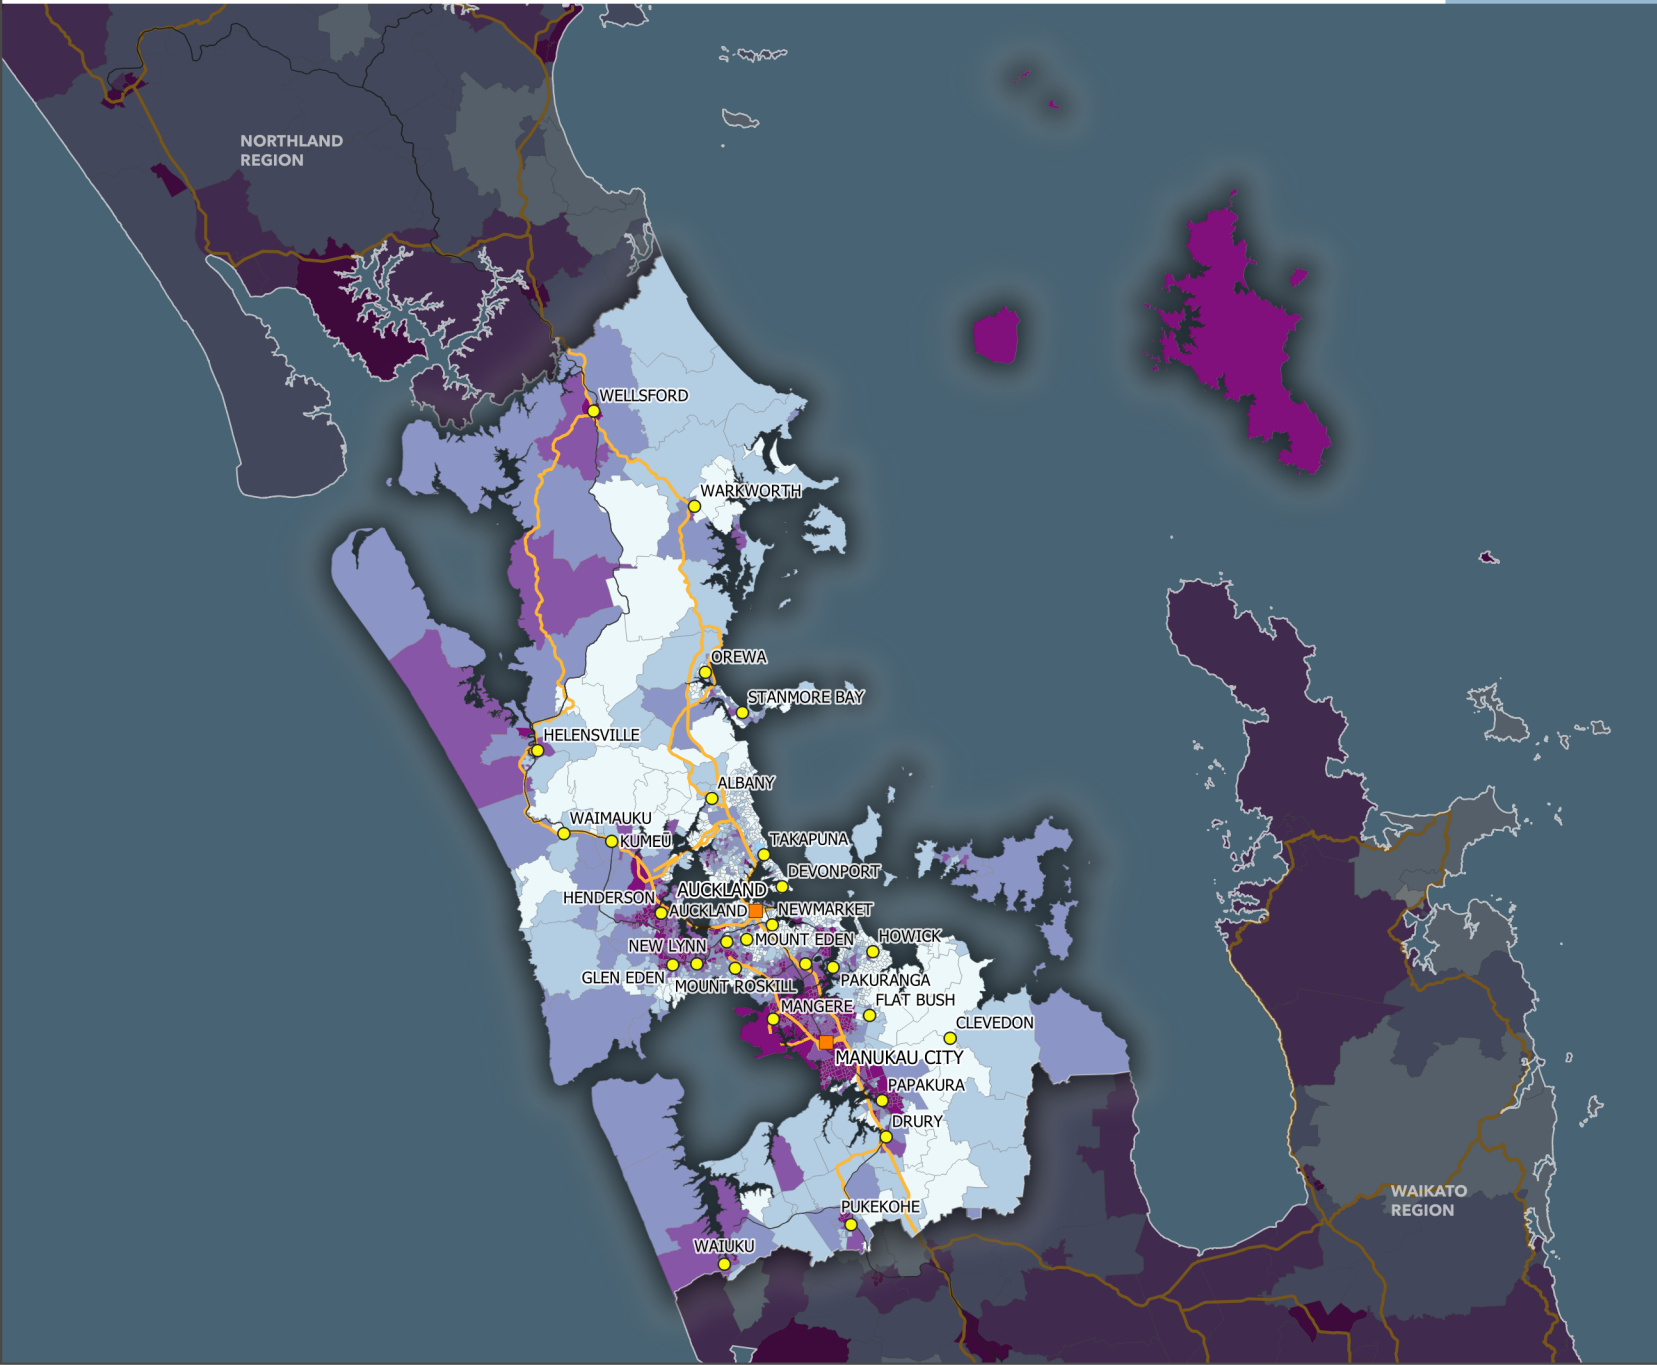 NORTHLAND
REGION
WELLSFORD
WARKWORTH
OREWA
STANMORE BAY
HELENSVILLE
ALBANY
WAIMAUKU
KUMEŪ
TAKAPUNA
DEVONPORT
HENDERSON
AUCKLAND
AUCKLAND
NEWMARKET
NEW LYNN
MOUNT EDEN
HOWICK
GLEN EDEN
MOUNT ROSKILL
PAKURANGA
FLAT BUSH
MANGERE
CLEVEDON
MANUKAU CITY
PAPAKURA
DRURY
PUKEKOHE
WAIUKU
WAIKATO
REGION